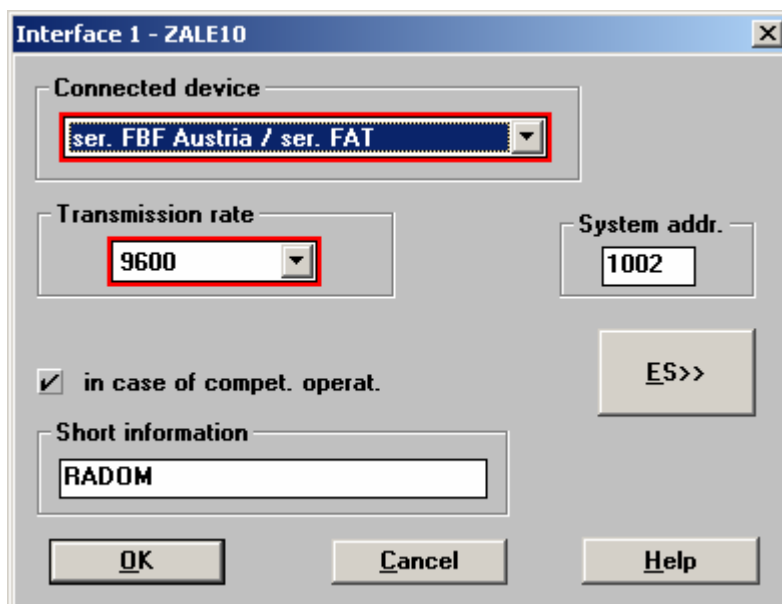 Interface 1 - ZALE10
Connected device
ser. FBF Austria / ser. FAT
Transmission rate
9600
System addr.
1002
ES>>
in case of compet. operat.
Short information
RADOM
OK
Cancel
Help